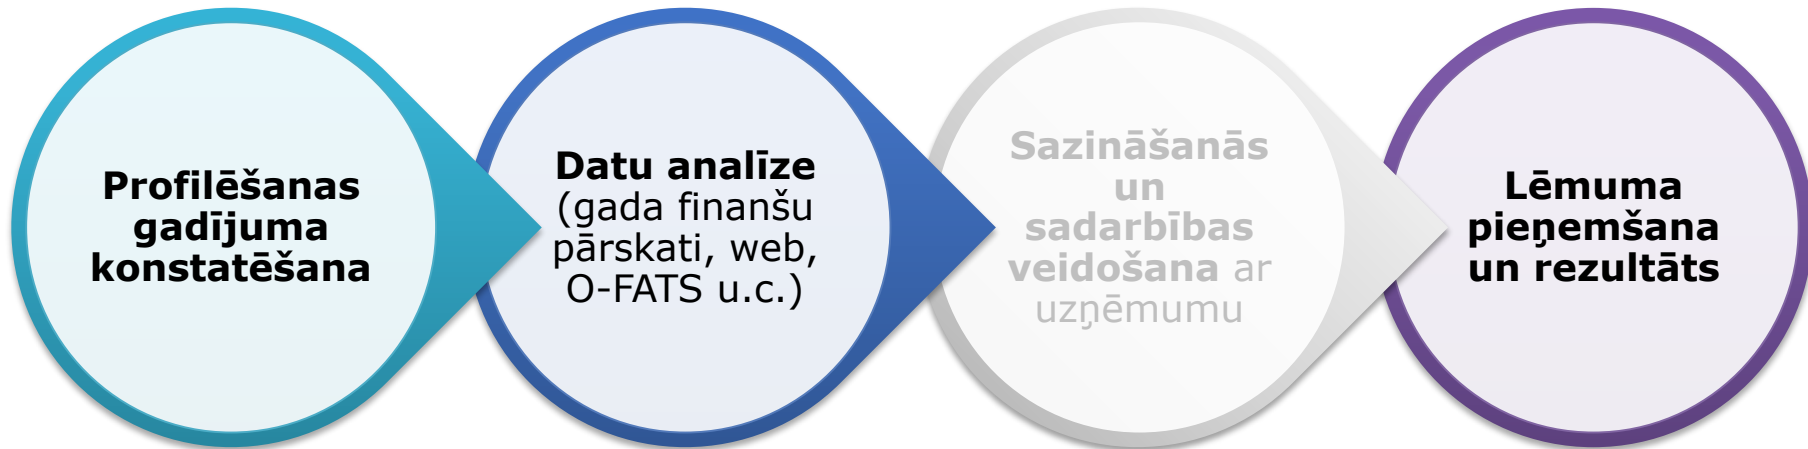 Profilēšanas
gadījuma
konstatēšana
Datu analīze
(gada finanšu
pārskati, web,
O-FATS u.c.)
Sazināšanās
un
sadarbības
veidošana ar
uzņēmumu
Lēmuma
pieņemšana
un rezultāts